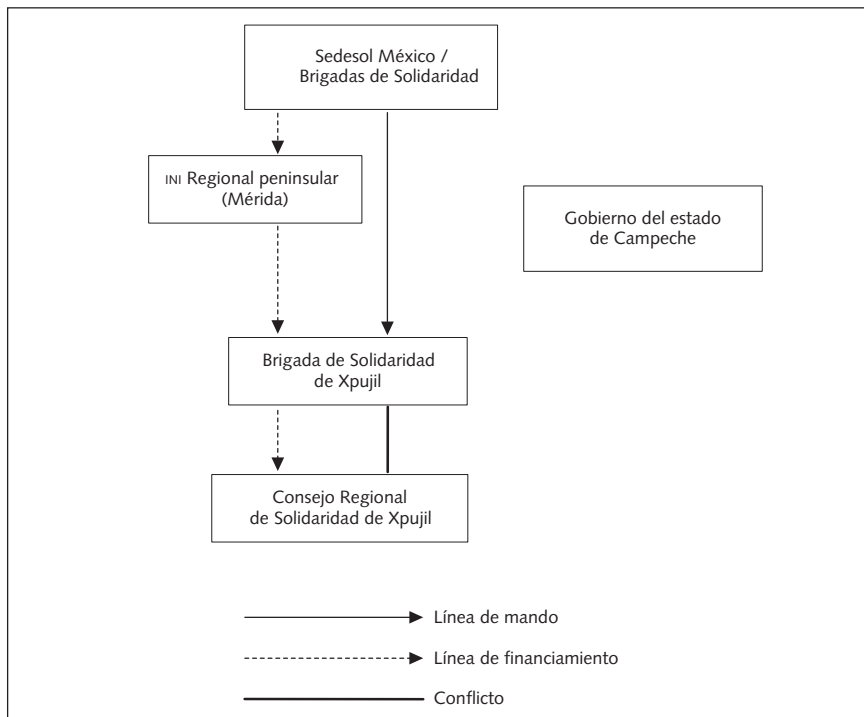 Sedesol México /
Brigadas de Solidaridad
INI Regional peninsular
(Mérida)
Gobierno del estado
de Campeche
Brigada de Solidaridad
de Xpujil
Consejo Regional
de Solidaridad de Xpujil
Línea de mando
Línea de financiamiento
Conflicto